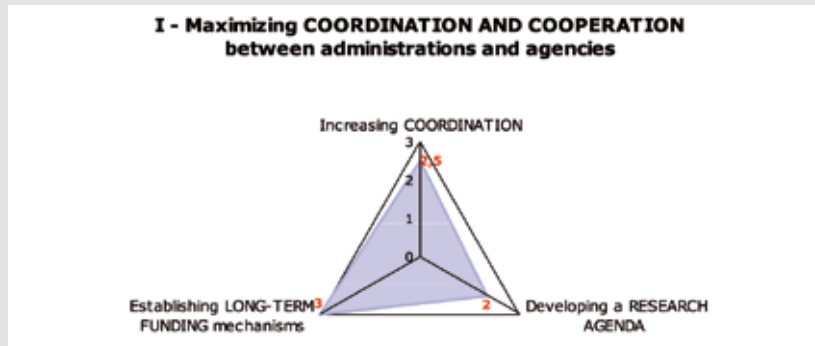 I - Maximizing COORDINATION AND COOPERATION
between administrations and agencies
Increasing COORDINATION
3
2,5
2
1
0
Establishing LONG-TERM
FUNDING mechanisms
3
2
Developing a RESEARCH
AGENDA